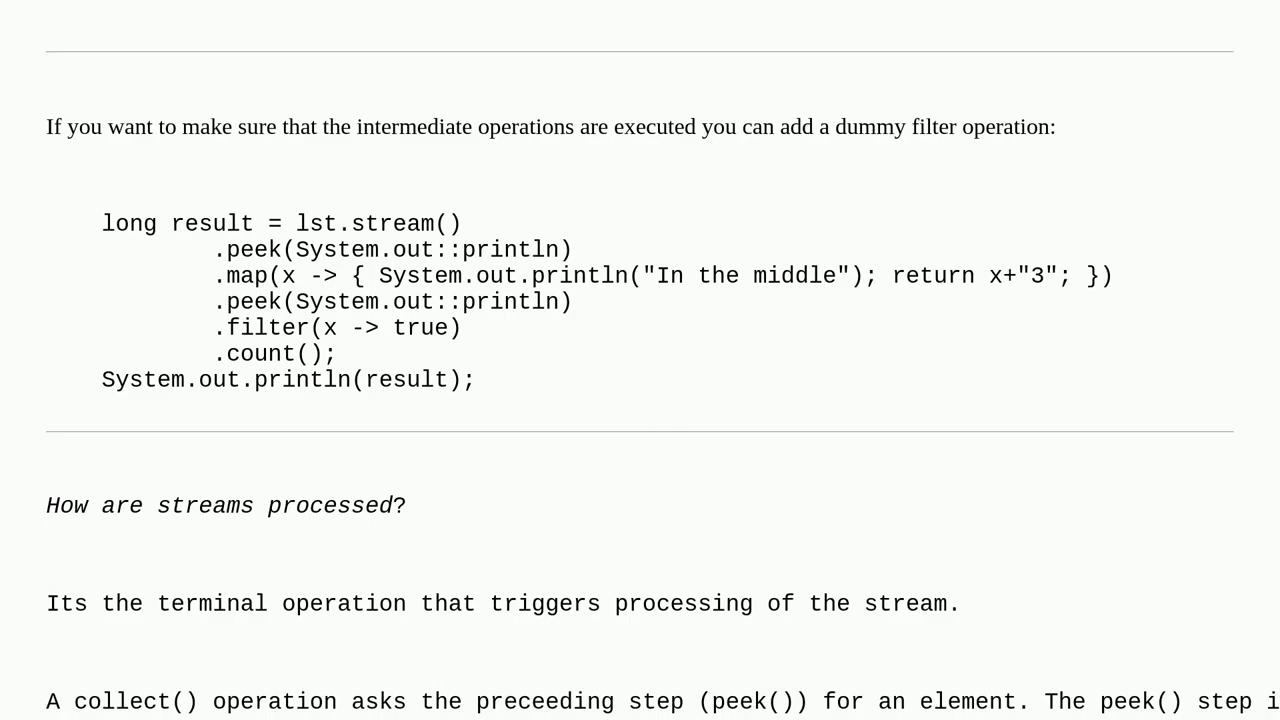 If you want to make sure that the intermediate operations are executed you can add a dummy filter operation:
long result = lst.stream()
.peek(System.out::println)
.map(x -> { System.out.println("In the middle"); return x+"3"; })
.peek(System.out::println)
.filter(x -> true)
.count();
System.out.println(result);
How are streams processed?
Its the terminal operation that triggers processing of the stream.
A collect() operation asks the preceeding step (peek()) for an element. The peek() step